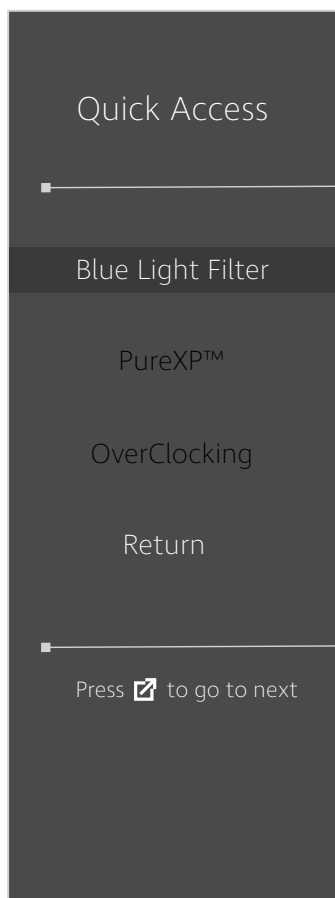 Quick Access
Blue Light Filter
PureXP™
OverClocking
Return
Press to go to next